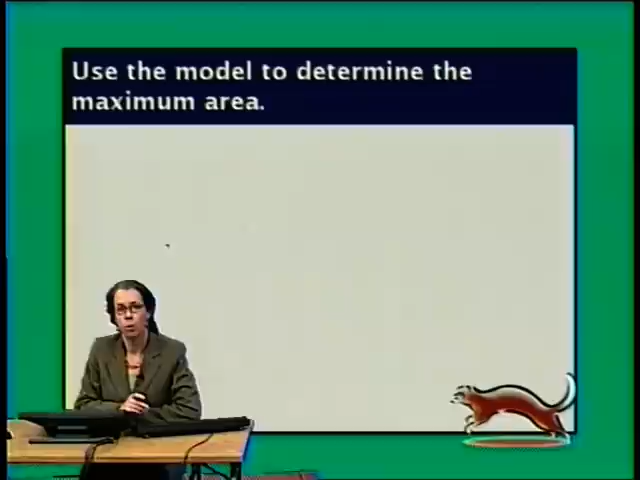 Use the model to determine the
maximum area.